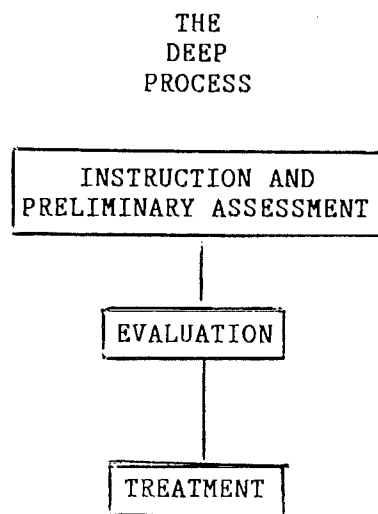 THE
DEEP
PROCESS
INSTRUCTION AND
PRELIMINARY ASSESSMENT
EVALUATION
TREATMENT